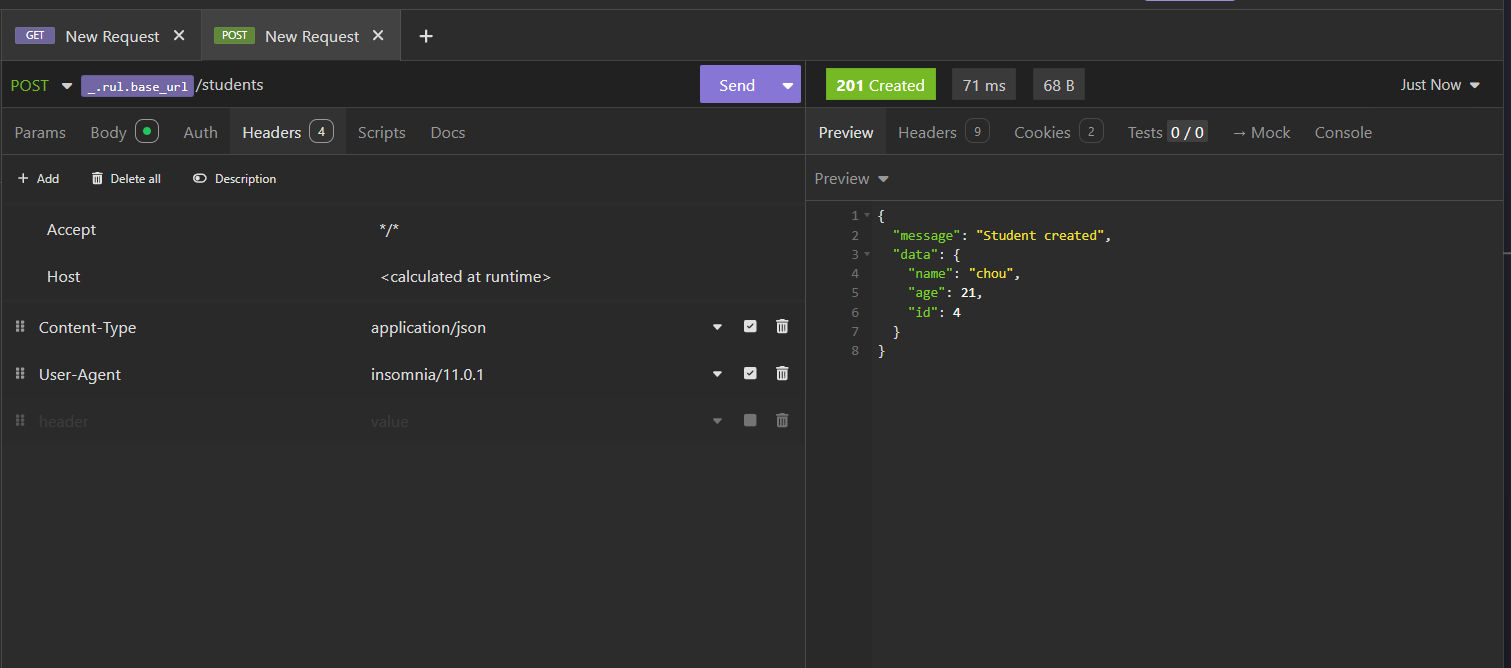 GET New Request × POST New Request × +
POST _.rul.base_url /students Send
201 Created 71 ms 68 B Just Now
Params Body Auth Headers 4 Scripts Docs
Preview Headers 9 Cookies 2 Tests 0 / 0 → Mock Console
+ Add Delete all Description
Preview
Accept */*
Host <calculated at runtime>
Content-Type application/json
User-Agent insomnia/11.0.1
header value
1 {
2 "message": "Student created",
3 "data": {
4 "name": "chou",
5 "age": 21,
6 "id": 4
7 }
8 }